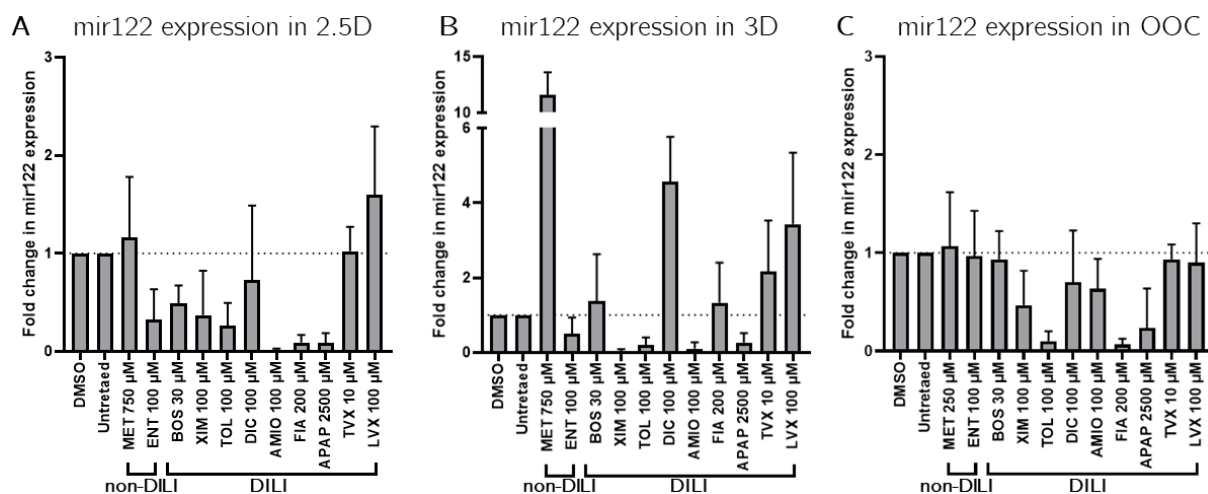 A mir122 expression in 2.5D
Fold change in mir122 expression
3
2
1
0
DMSO
Untretaed
MET 750 μM
ENT 100 μM
BOS 30 μM
XIM 100 μM
TOL 100 μM
DIC 100 μM
AMIO 100 μM
FIA 200 μM
APAP 2500 μM
TVX 10 μM
LVX 100 μM
non-DILI DILI
B mir122 expression in 3D
Fold change in mir122 expression
15
10
6
4
2
0
DMSO
Untretaed
MET 750 μM
ENT 100 μM
BOS 30 μM
XIM 100 μM
TOL 100 μM
DIC 100 μM
AMIO 100 μM
FIA 200 μM
APAP 2500 μM
TVX 10 μM
LVX 100 μM
non-DILI DILI
C mir122 expression in OOC
Fold change in mir122 expression
3
2
1
0
DMSO
Untretaed
MET 250 μM
ENT 100 μM
BOS 30 μM
XIM 100 μM
TOL 100 μM
DIC 100 μM
AMIO 100 μM
FIA 200 μM
APAP 2500 μM
TVX 10 μM
LVX 100 μM
non-DILI DILI